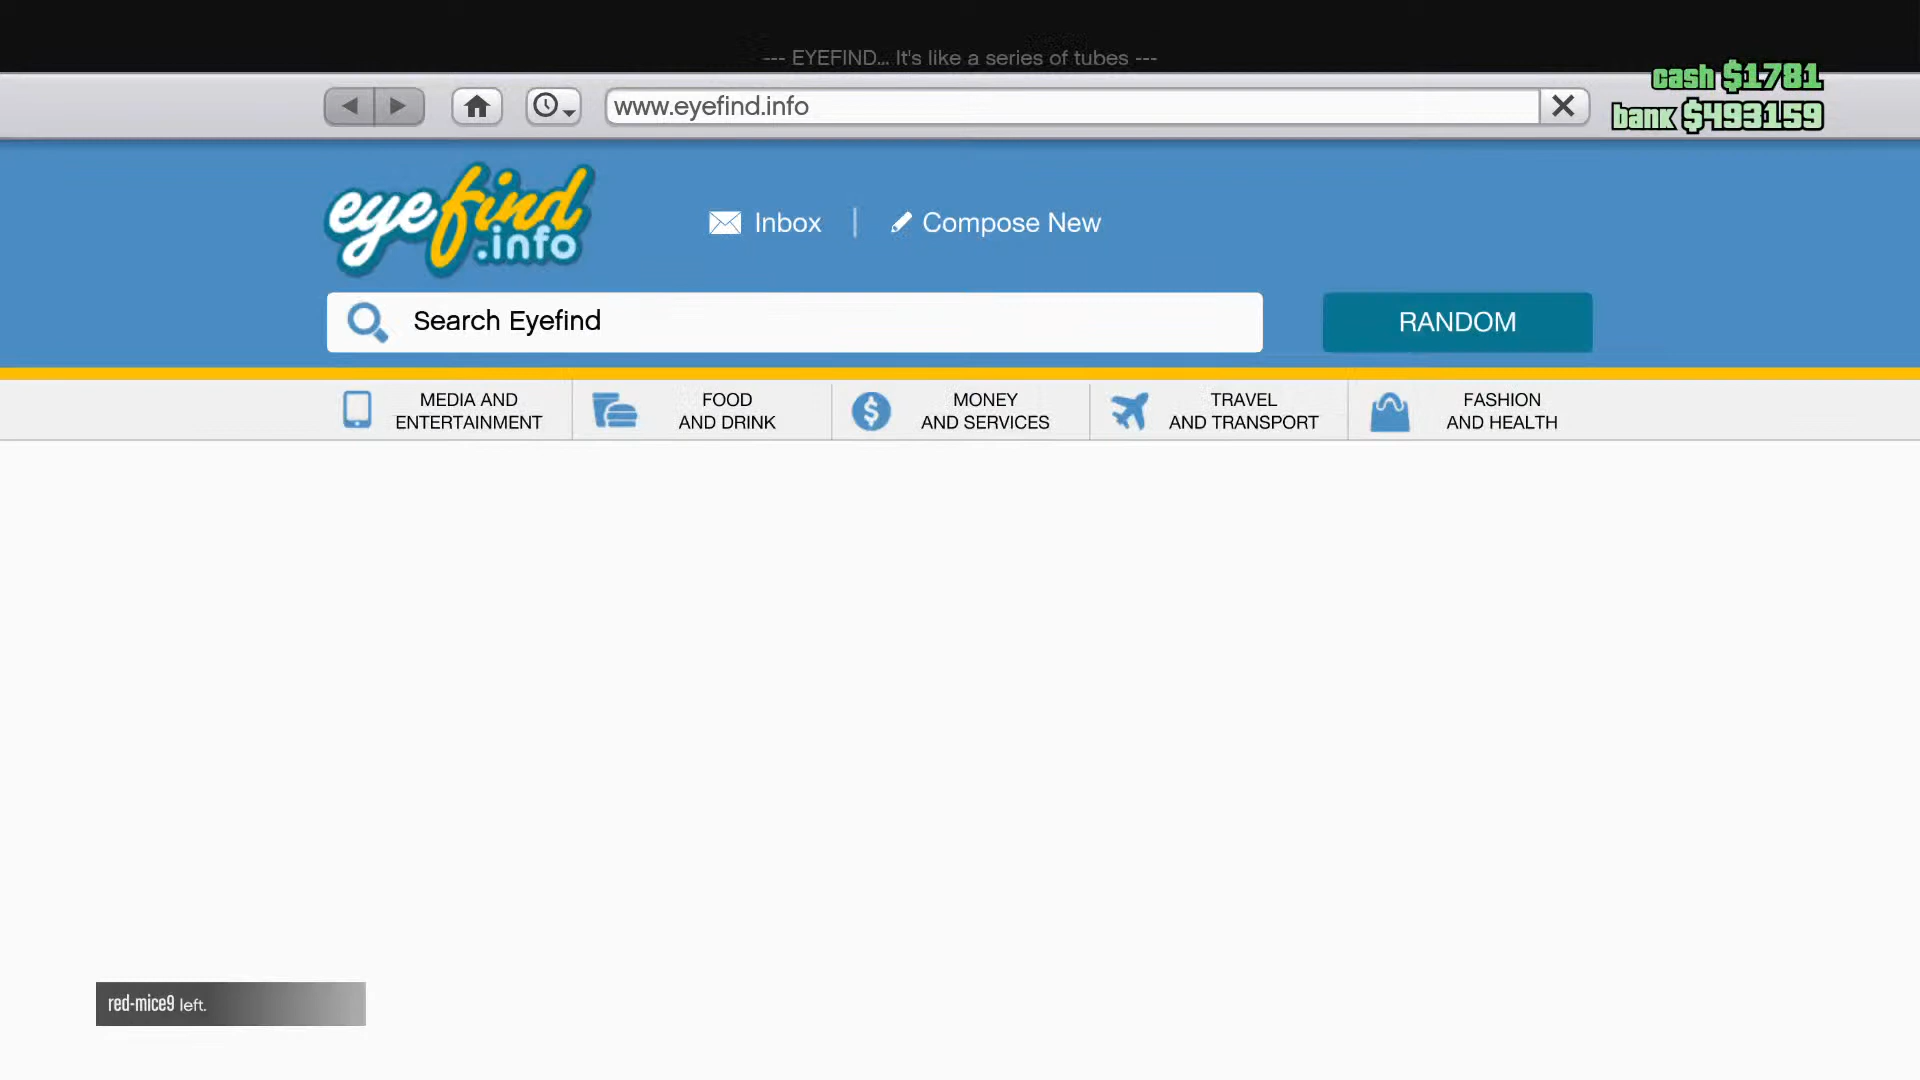 --- EYEFIND... It's like a series of tubes ---
cash $1781
www.eyefind.info
bank $493159
eyefind
.info
Inbox | Compose New
Search Eyefind
RANDOM
MEDIA AND
ENTERTAINMENT
FOOD
AND DRINK
MONEY
AND SERVICES
TRAVEL
AND TRANSPORT
FASHION
AND HEALTH
red-mice9 left.